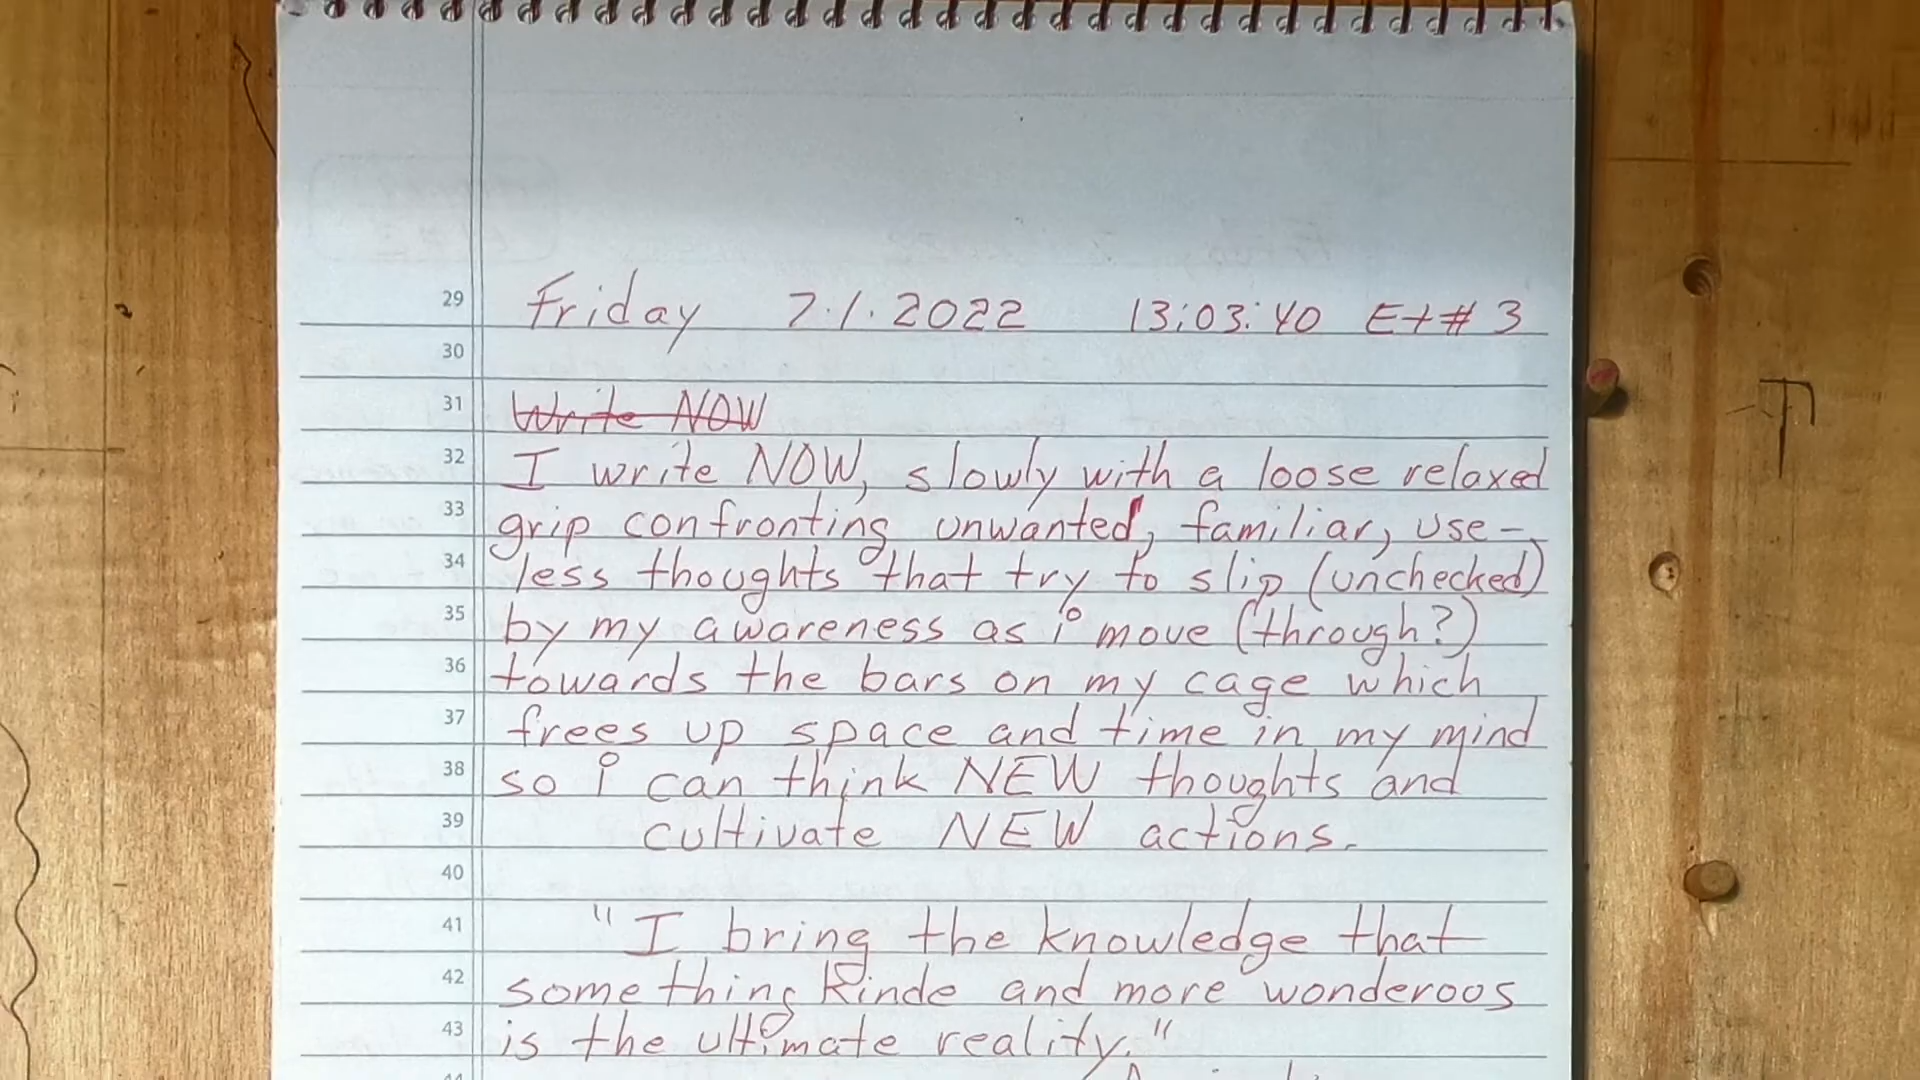 29 Friday 7.1.2022 13:03:40 Et# 3
30
31 Write NOW
32 I write NOW, slowly with a loose relaxed
33 grip confronting unwanted, familiar, use-
34 less thoughts that try to slip (unchecked)
35 by my awareness as i move (through?)
36 towards the bars on my cage which
37 frees up space and time in my mind
38 so i can think NEW thoughts and
39 cultivate NEW actions.
40
41 "I bring the knowledge that
42 something kinde and more wonderoos
43 is the ultimate reality."